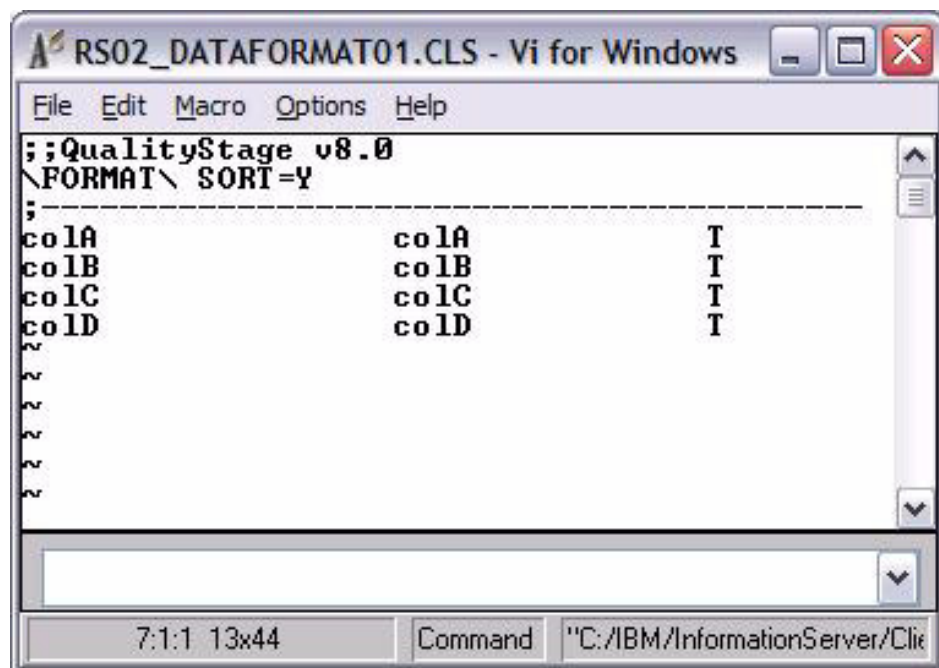 RS02_DATAFORMAT01.CLS - Vi for Windows
File Edit Macro Options Help
;;QualityStage v8.0
\FORMAT\ SORT=Y
;-----------------------------------------
colA colA T
colB colB T
colC colC T
colD colD T
~
~
~
~
~
~
7:1:1 13x44 Command "C:/IBM/InformationServer/Clie